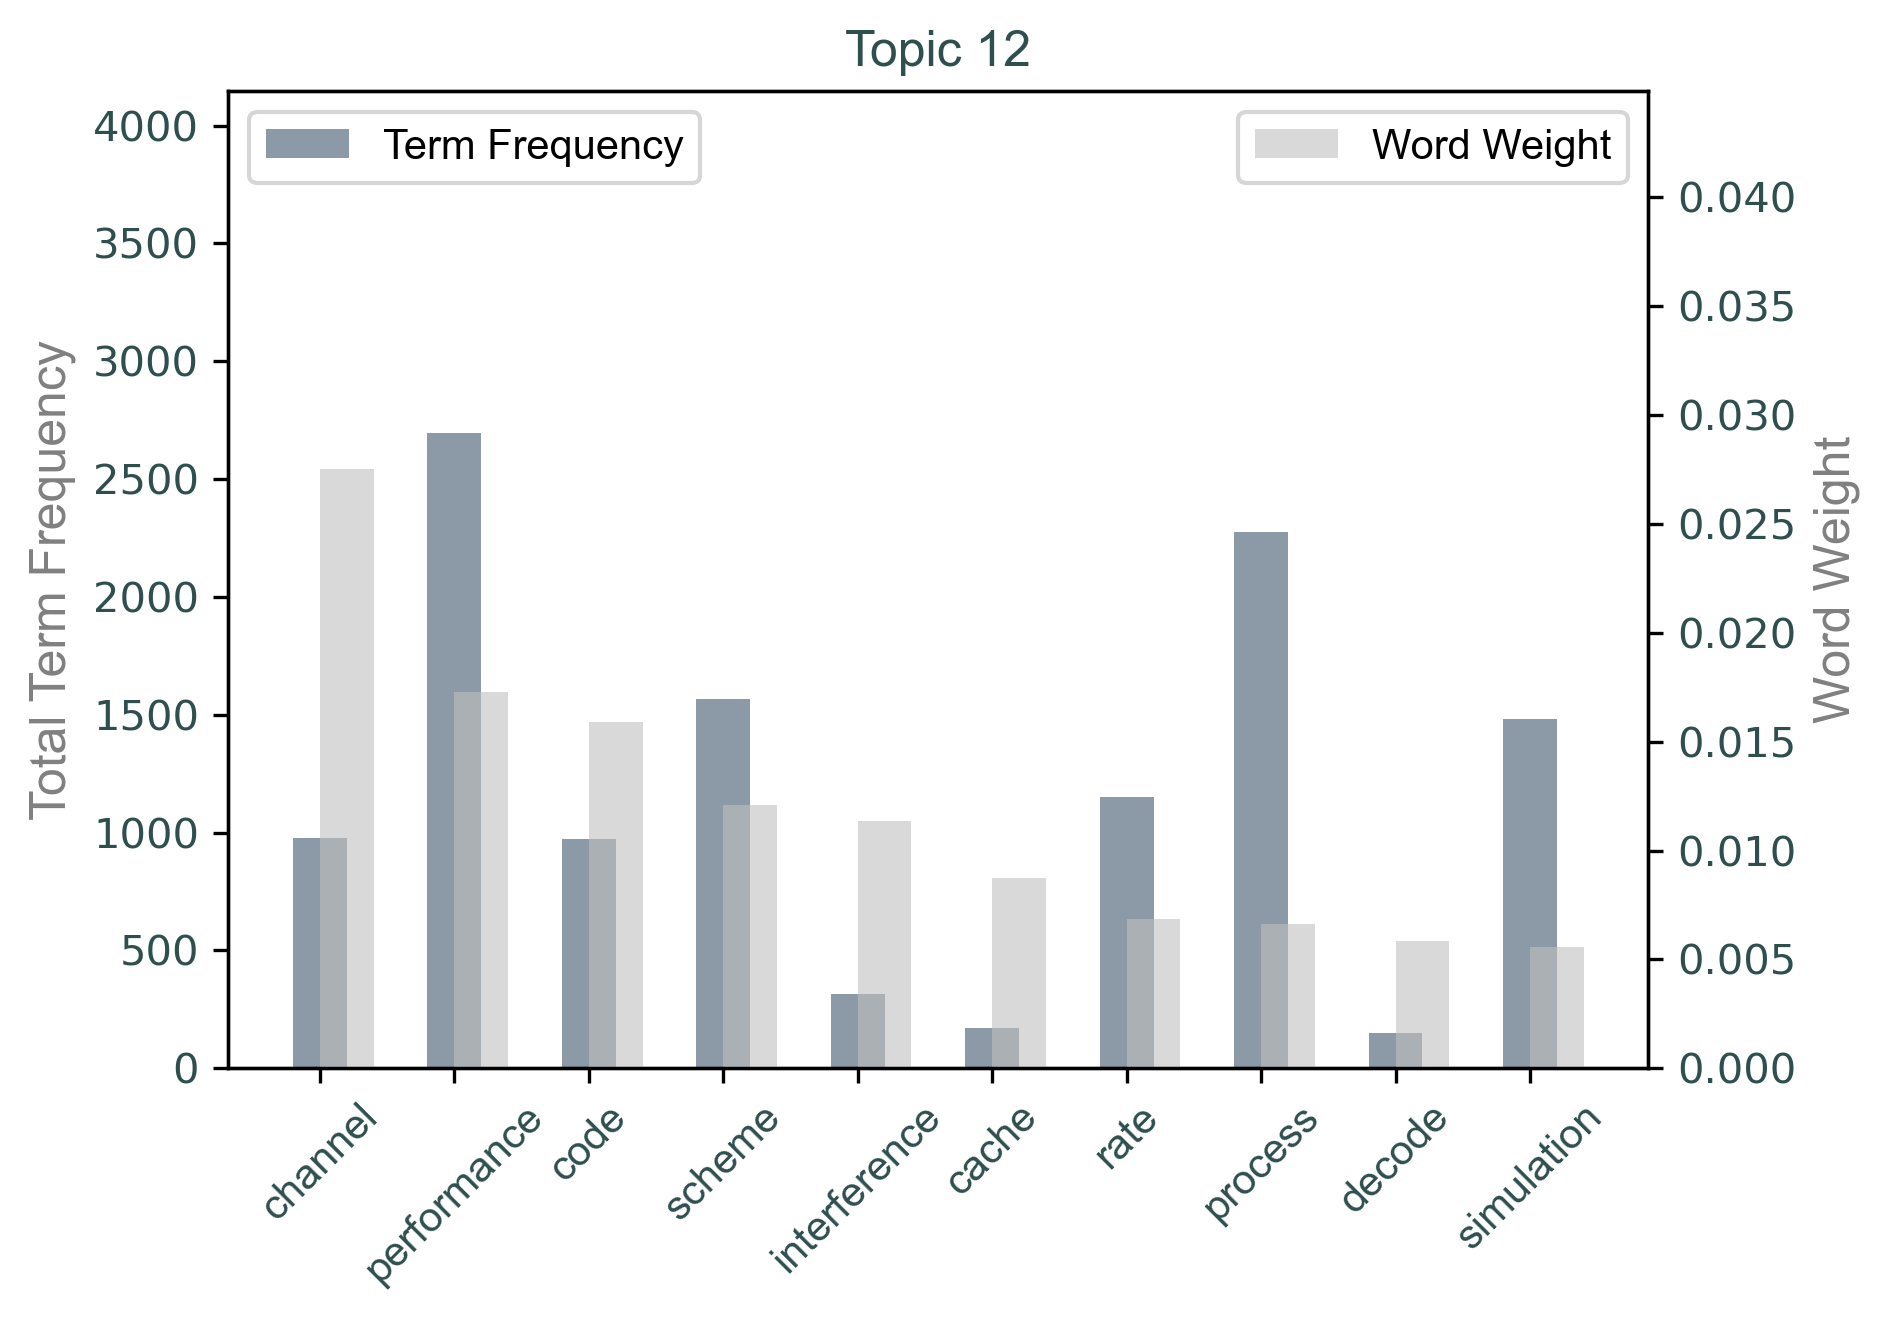 Topic 12
Term Frequency
Word Weight
Total Term Frequency
4000
3500
3000
2500
2000
1500
1000
500
0
0.040
0.035
0.030
0.025
0.020
0.015
0.010
0.005
0.000
Word Weight
channel
performance
code
scheme
interference
cache
rate
process
decode
simulation